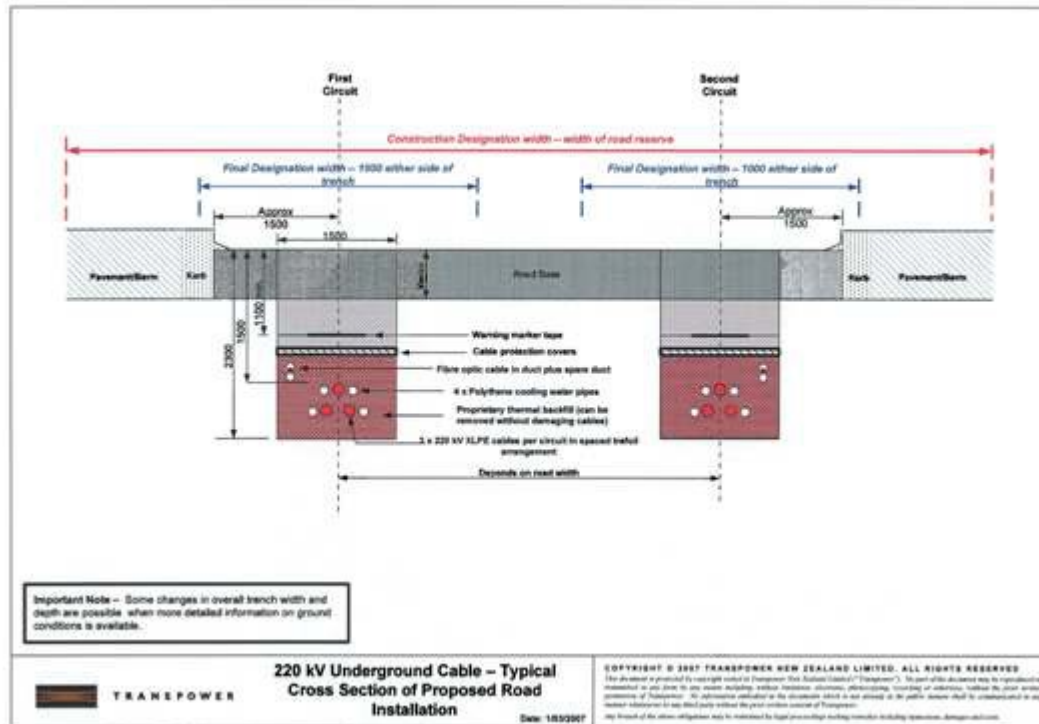 First
Circuit
Second
Circuit
Construction Designation width – width of road reserve
Final Designation width – 1000 either side of
trench
Final Designation width – 1000 either side of
trench
Approx
1500
Approx
1500
1500
Pavement/Berm
Kerb
Road Base
Kerb
Pavement/Berm
1100
1500
2300
Warning marker tape
Cable protection covers
Fibre optic cable in duct plus spare duct
4 x Polythene cooling water pipes
Proprietary thermal backfill (can be
removed without damaging cables)
3 x 220 kV XLPE cables per circuit in spaced trefoil
arrangement
Depends on road width
Important Note – Some changes in overall trench width and
depth are possible when more detailed information on ground
conditions is available.
TRANSPOWER
220 kV Underground Cable – Typical
Cross Section of Proposed Road
Installation
Date: 1/03/2007
COPYRIGHT © 2007 TRANSPOWER NEW ZEALAND LIMITED. ALL RIGHTS RESERVED